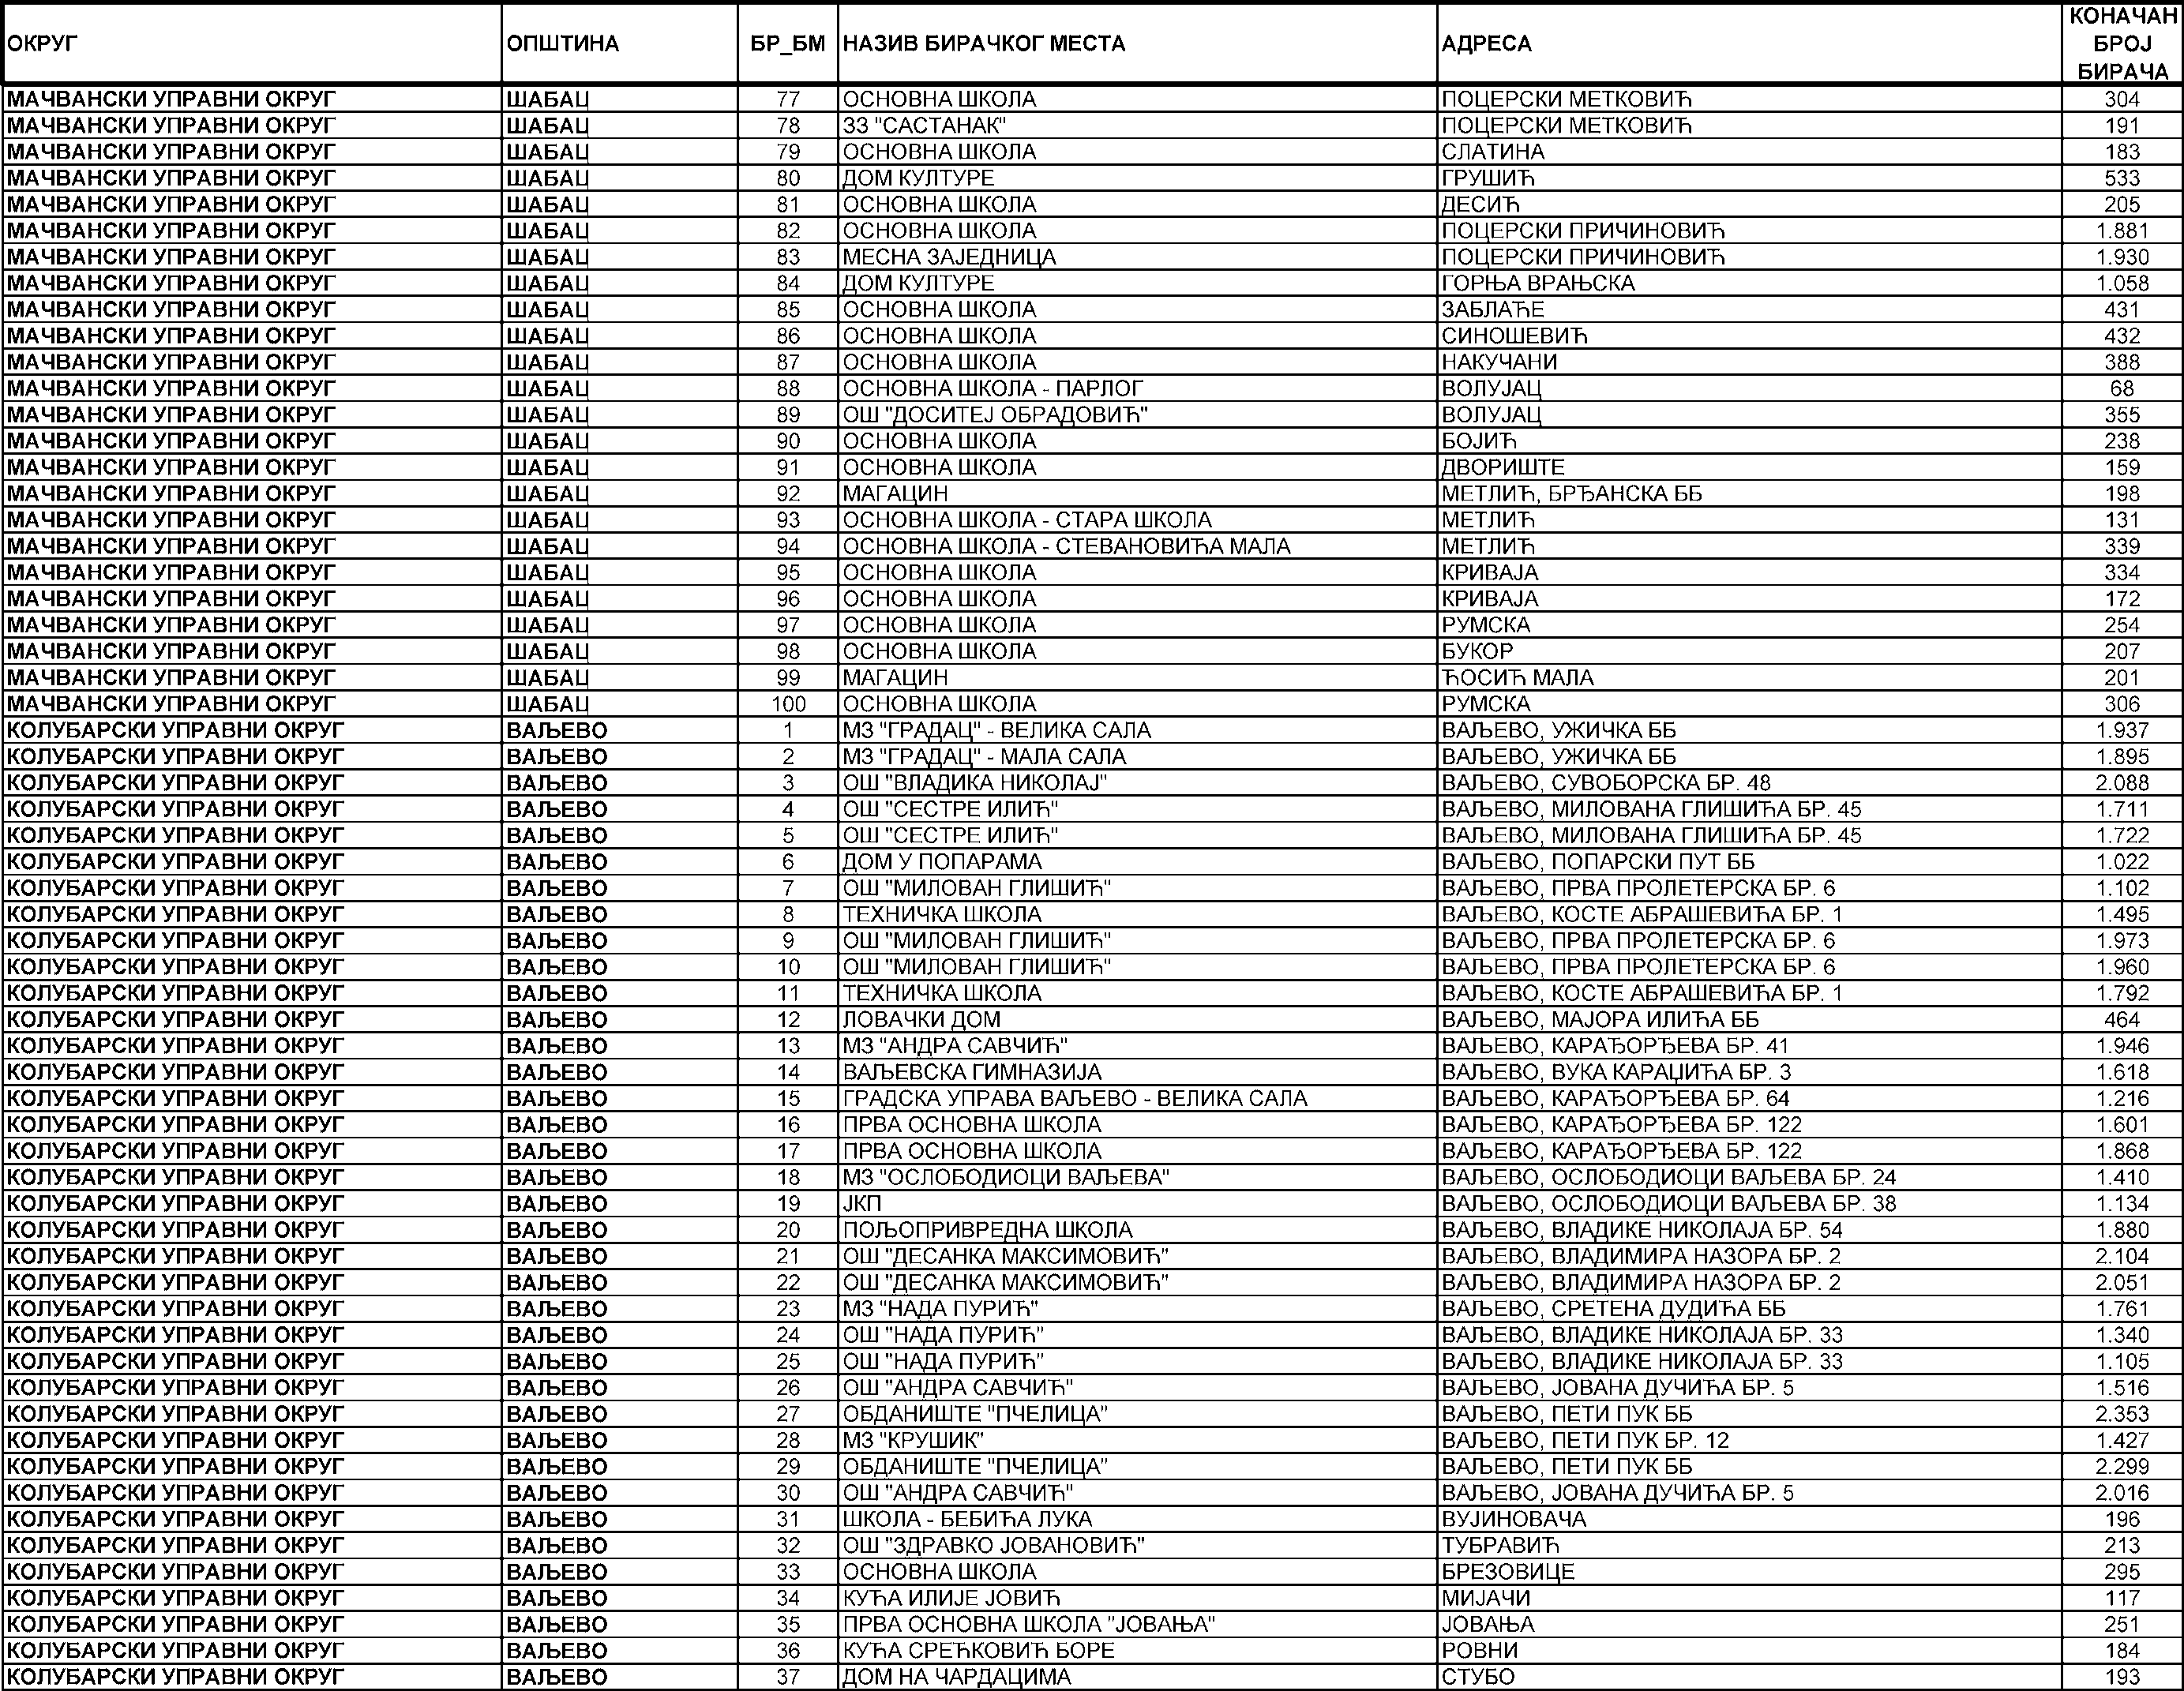 ОКРУГ ОПШТИНА БР_БМ НАЗИВ БИРАЧКОГ МЕСТА АДРЕСА КОНАЧАН БРОЈ БИРАЧА
МАЧВАНСКИ УПРАВНИ ОКРУГ ШАБАЦ 77 ОСНОВНА ШКОЛА ПОЦЕРСКИ МЕТКОВИЋ 304
МАЧВАНСКИ УПРАВНИ ОКРУГ ШАБАЦ 78 ЗЗ "САСТАНАК" ПОЦЕРСКИ МЕТКОВИЋ 191
МАЧВАНСКИ УПРАВНИ ОКРУГ ШАБАЦ 79 ОСНОВНА ШКОЛА СЛАТИНА 183
МАЧВАНСКИ УПРАВНИ ОКРУГ ШАБАЦ 80 ДОМ КУЛТУРЕ ГРУШИЋ 533
МАЧВАНСКИ УПРАВНИ ОКРУГ ШАБАЦ 81 ОСНОВНА ШКОЛА ДЕСИЋ 205
МАЧВАНСКИ УПРАВНИ ОКРУГ ШАБАЦ 82 ОСНОВНА ШКОЛА ПОЦЕРСКИ ПРИЧИНОВИЋ 1.881
МАЧВАНСКИ УПРАВНИ ОКРУГ ШАБАЦ 83 МЕСНА ЗАЈЕДНИЦА ПОЦЕРСКИ ПРИЧИНОВИЋ 1.930
МАЧВАНСКИ УПРАВНИ ОКРУГ ШАБАЦ 84 ДОМ КУЛТУРЕ ГОРЊА ВРАЊСКА 1.058
МАЧВАНСКИ УПРАВНИ ОКРУГ ШАБАЦ 85 ОСНОВНА ШКОЛА ЗАБЛАЋЕ 431
МАЧВАНСКИ УПРАВНИ ОКРУГ ШАБАЦ 86 ОСНОВНА ШКОЛА СИНОШЕВИЋ 432
МАЧВАНСКИ УПРАВНИ ОКРУГ ШАБАЦ 87 ОСНОВНА ШКОЛА НАКУЧАНИ 388
МАЧВАНСКИ УПРАВНИ ОКРУГ ШАБАЦ 88 ОСНОВНА ШКОЛА - ПАРЛОГ ВОЛУЈАЦ 68
МАЧВАНСКИ УПРАВНИ ОКРУГ ШАБАЦ 89 ОШ "ДОСИТЕЈ ОБРАДОВИЋ" ВОЛУЈАЦ 355
МАЧВАНСКИ УПРАВНИ ОКРУГ ШАБАЦ 90 ОСНОВНА ШКОЛА БОЈИЋ 238
МАЧВАНСКИ УПРАВНИ ОКРУГ ШАБАЦ 91 ОСНОВНА ШКОЛА ДВОРИШТЕ 159
МАЧВАНСКИ УПРАВНИ ОКРУГ ШАБАЦ 92 МАГАЦИН МЕТЛИЋ, БРЂАНСКА ББ 198
МАЧВАНСКИ УПРАВНИ ОКРУГ ШАБАЦ 93 ОСНОВНА ШКОЛА - СТАРА ШКОЛА МЕТЛИЋ 131
МАЧВАНСКИ УПРАВНИ ОКРУГ ШАБАЦ 94 ОСНОВНА ШКОЛА - СТЕВАНОВИЋА МАЛА МЕТЛИЋ 339
МАЧВАНСКИ УПРАВНИ ОКРУГ ШАБАЦ 95 ОСНОВНА ШКОЛА КРИВАЈА 334
МАЧВАНСКИ УПРАВНИ ОКРУГ ШАБАЦ 96 ОСНОВНА ШКОЛА КРИВАЈА 172
МАЧВАНСКИ УПРАВНИ ОКРУГ ШАБАЦ 97 ОСНОВНА ШКОЛА РУМСКА 254
МАЧВАНСКИ УПРАВНИ ОКРУГ ШАБАЦ 98 ОСНОВНА ШКОЛА БУКОР 207
МАЧВАНСКИ УПРАВНИ ОКРУГ ШАБАЦ 99 МАГАЦИН ЋОСИЋ МАЛА 201
МАЧВАНСКИ УПРАВНИ ОКРУГ ШАБАЦ 100 ОСНОВНА ШКОЛА РУМСКА 306
КОЛУБАРСКИ УПРАВНИ ОКРУГ ВАЉЕВО 1 МЗ "ГРАДАЦ" - ВЕЛИКА САЛА ВАЉЕВО, УЖИЧКА ББ 1.937
КОЛУБАРСКИ УПРАВНИ ОКРУГ ВАЉЕВО 2 МЗ "ГРАДАЦ" - МАЛА САЛА ВАЉЕВО, УЖИЧКА ББ 1.895
КОЛУБАРСКИ УПРАВНИ ОКРУГ ВАЉЕВО 3 ОШ "ВЛАДИКА НИКОЛАЈ" ВАЉЕВО, СУВОБОРСКА БР. 48 2.088
КОЛУБАРСКИ УПРАВНИ ОКРУГ ВАЉЕВО 4 ОШ "СЕСТРЕ ИЛИЋ" ВАЉЕВО, МИЛОВАНА ГЛИШИЋА БР. 45 1.711
КОЛУБАРСКИ УПРАВНИ ОКРУГ ВАЉЕВО 5 ОШ "СЕСТРЕ ИЛИЋ" ВАЉЕВО, МИЛОВАНА ГЛИШИЋА БР. 45 1.722
КОЛУБАРСКИ УПРАВНИ ОКРУГ ВАЉЕВО 6 ДОМ У ПОПАРАМА ВАЉЕВО, ПОПАРСКИ ПУТ ББ 1.022
КОЛУБАРСКИ УПРАВНИ ОКРУГ ВАЉЕВО 7 ОШ "МИЛОВАН ГЛИШИЋ" ВАЉЕВО, ПРВА ПРОЛЕТЕРСКА БР. 6 1.102
КОЛУБАРСКИ УПРАВНИ ОКРУГ ВАЉЕВО 8 ТЕХНИЧКА ШКОЛА ВАЉЕВО, КОСТЕ АБРАШЕВИЋА БР. 1 1.495
КОЛУБАРСКИ УПРАВНИ ОКРУГ ВАЉЕВО 9 ОШ "МИЛОВАН ГЛИШИЋ" ВАЉЕВО, ПРВА ПРОЛЕТЕРСКА БР. 6 1.973
КОЛУБАРСКИ УПРАВНИ ОКРУГ ВАЉЕВО 10 ОШ "МИЛОВАН ГЛИШИЋ" ВАЉЕВО, ПРВА ПРОЛЕТЕРСКА БР. 6 1.960
КОЛУБАРСКИ УПРАВНИ ОКРУГ ВАЉЕВО 11 ТЕХНИЧКА ШКОЛА ВАЉЕВО, КОСТЕ АБРАШЕВИЋА БР. 1 1.792
КОЛУБАРСКИ УПРАВНИ ОКРУГ ВАЉЕВО 12 ЛОВАЧКИ ДОМ ВАЉЕВО, МАЈОРА ИЛИЋА ББ 464
КОЛУБАРСКИ УПРАВНИ ОКРУГ ВАЉЕВО 13 МЗ "АНДРА САВЧИЋ" ВАЉЕВО, КАРАЂОРЂЕВА БР. 41 1.946
КОЛУБАРСКИ УПРАВНИ ОКРУГ ВАЉЕВО 14 ВАЉЕВСКА ГИМНАЗИЈА ВАЉЕВО, ВУКА КАРАЏИЋА БР. 3 1.618
КОЛУБАРСКИ УПРАВНИ ОКРУГ ВАЉЕВО 15 ГРАДСКА УПРАВА ВАЉЕВО - ВЕЛИКА САЛА ВАЉЕВО, КАРАЂОРЂЕВА БР. 64 1.216
КОЛУБАРСКИ УПРАВНИ ОКРУГ ВАЉЕВО 16 ПРВА ОСНОВНА ШКОЛА ВАЉЕВО, КАРАЂОРЂЕВА БР. 122 1.601
КОЛУБАРСКИ УПРАВНИ ОКРУГ ВАЉЕВО 17 ПРВА ОСНОВНА ШКОЛА ВАЉЕВО, КАРАЂОРЂЕВА БР. 122 1.868
КОЛУБАРСКИ УПРАВНИ ОКРУГ ВАЉЕВО 18 МЗ "ОСЛОБОДИОЦИ ВАЉЕВА" ВАЉЕВО, ОСЛОБОДИОЦИ ВАЉЕВА БР. 24 1.410
КОЛУБАРСКИ УПРАВНИ ОКРУГ ВАЉЕВО 19 ЈКП ВАЉЕВО, ОСЛОБОДИОЦИ ВАЉЕВА БР. 38 1.134
КОЛУБАРСКИ УПРАВНИ ОКРУГ ВАЉЕВО 20 ПОЉОПРИВРЕДНА ШКОЛА ВАЉЕВО, ВЛАДИКЕ НИКОЛАЈА БР. 54 1.880
КОЛУБАРСКИ УПРАВНИ ОКРУГ ВАЉЕВО 21 ОШ "ДЕСАНКА МАКСИМОВИЋ" ВАЉЕВО, ВЛАДИМИРА НАЗОРА БР. 2 2.104
КОЛУБАРСКИ УПРАВНИ ОКРУГ ВАЉЕВО 22 ОШ "ДЕСАНКА МАКСИМОВИЋ" ВАЉЕВО, ВЛАДИМИРА НАЗОРА БР. 2 2.051
КОЛУБАРСКИ УПРАВНИ ОКРУГ ВАЉЕВО 23 МЗ "НАДА ПУРИЋ" ВАЉЕВО, СРЕТЕНА ДУДИЋА ББ 1.761
КОЛУБАРСКИ УПРАВНИ ОКРУГ ВАЉЕВО 24 ОШ "НАДА ПУРИЋ" ВАЉЕВО, ВЛАДИКЕ НИКОЛАЈА БР. 33 1.340
КОЛУБАРСКИ УПРАВНИ ОКРУГ ВАЉЕВО 25 ОШ "НАДА ПУРИЋ" ВАЉЕВО, ВЛАДИКЕ НИКОЛАЈА БР. 33 1.105
КОЛУБАРСКИ УПРАВНИ ОКРУГ ВАЉЕВО 26 ОШ "АНДРА САВЧИЋ" ВАЉЕВО, ЈОВАНА ДУЧИЋА БР. 5 1.516
КОЛУБАРСКИ УПРАВНИ ОКРУГ ВАЉЕВО 27 ОБДАНИШТЕ "ПЧЕЛИЦА" ВАЉЕВО, ПЕТИ ПУК ББ 2.353
КОЛУБАРСКИ УПРАВНИ ОКРУГ ВАЉЕВО 28 МЗ "КРУШИК" ВАЉЕВО, ПЕТИ ПУК БР. 12 1.427
КОЛУБАРСКИ УПРАВНИ ОКРУГ ВАЉЕВО 29 ОБДАНИШТЕ "ПЧЕЛИЦА" ВАЉЕВО, ПЕТИ ПУК ББ 2.299
КОЛУБАРСКИ УПРАВНИ ОКРУГ ВАЉЕВО 30 ОШ "АНДРА САВЧИЋ" ВАЉЕВО, ЈОВАНА ДУЧИЋА БР. 5 2.016
КОЛУБАРСКИ УПРАВНИ ОКРУГ ВАЉЕВО 31 ШКОЛА - БЕБИЋА ЛУКА ВУЈИНОВАЧА 196
КОЛУБАРСКИ УПРАВНИ ОКРУГ ВАЉЕВО 32 ОШ "ЗДРАВКО ЈОВАНОВИЋ" ТУБРАВИЋ 213
КОЛУБАРСКИ УПРАВНИ ОКРУГ ВАЉЕВО 33 ОСНОВНА ШКОЛА БРЕЗОВИЦЕ 295
КОЛУБАРСКИ УПРАВНИ ОКРУГ ВАЉЕВО 34 КУЋА ИЛИЈЕ ЈОВИЋ МИЈАЧИ 117
КОЛУБАРСКИ УПРАВНИ ОКРУГ ВАЉЕВО 35 ПРВА ОСНОВНА ШКОЛА "ЈОВАЊА" ЈОВАЊА 251
КОЛУБАРСКИ УПРАВНИ ОКРУГ ВАЉЕВО 36 КУЋА СРЕЋКОВИЋ БОРЕ РОВНИ 184
КОЛУБАРСКИ УПРАВНИ ОКРУГ ВАЉЕВО 37 ДОМ НА ЧАРДАЦИМА СТУБО 193